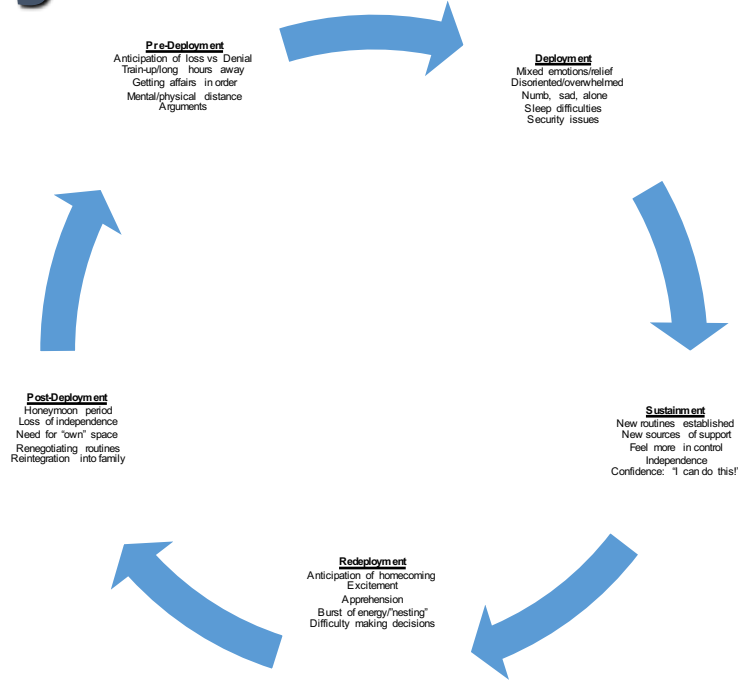 Pre-Deployment
Anticipation of loss vs Denial
Train-up/long hours away
Getting affairs in order
Mental/physical distance
Arguments
Deployment
Mixed emotions/relief
Disoriented/overwhelmed
Numb, sad, alone
Sleep difficulties
Security issues
Sustainment
New routines established
New sources of support
Feel more in control
Independence
Confidence: “I can do this!”
Redeployment
Anticipation of homecoming
Excitement
Apprehension
Burst of energy/”nesting”
Difficulty making decisions
Post-Deployment
Honeymoon period
Loss of independence
Need for “own” space
Renegotiating routines
Reintegration into family